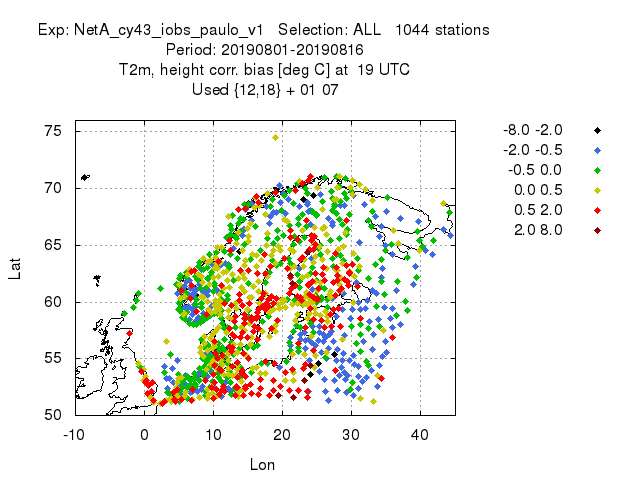 Exp: NetA_cy43_iobs_paulo_v1 Selection: ALL 1044 stations
Period: 20190801-20190816
T2m, height corr. bias [deg C] at 19 UTC
Used {12,18} + 01 07
75
70
65
60
55
50
-10 0 10 20 30 40
Lat
Lon
-8.0 -2.0
-2.0 -0.5
-0.5 0.0
0.0 0.5
0.5 2.0
2.0 8.0